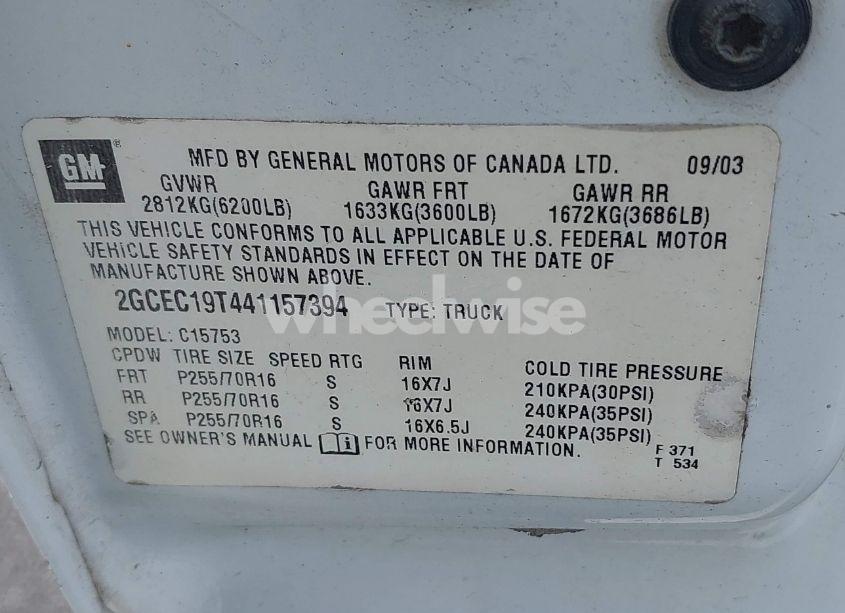 GM®
MFD BY GENERAL MOTORS OF CANADA LTD. 09/03
GVWR GAWR FRT GAWR RR
2812KG(6200LB) 1633KG(3600LB) 1672KG(3686LB)
THIS VEHICLE CONFORMS TO ALL APPLICABLE U.S. FEDERAL MOTOR
VEHICLE SAFETY STANDARDS IN EFFECT ON THE DATE OF
MANUFACTURE SHOWN ABOVE.
2GCEC19T441157394 TYPE: TRUCK
wheelwise
MODEL: C15753
CPDW TIRE SIZE SPEED RTG RIM COLD TIRE PRESSURE
FRT P255/70R16 S 16X7J 210KPA(30PSI)
RR P255/70R16 S 16X7J 240KPA(35PSI)
SPA P255/70R16 S 16X6.5J 240KPA(35PSI)
SEE OWNER'S MANUAL FOR MORE INFORMATION.
F 371
T 534